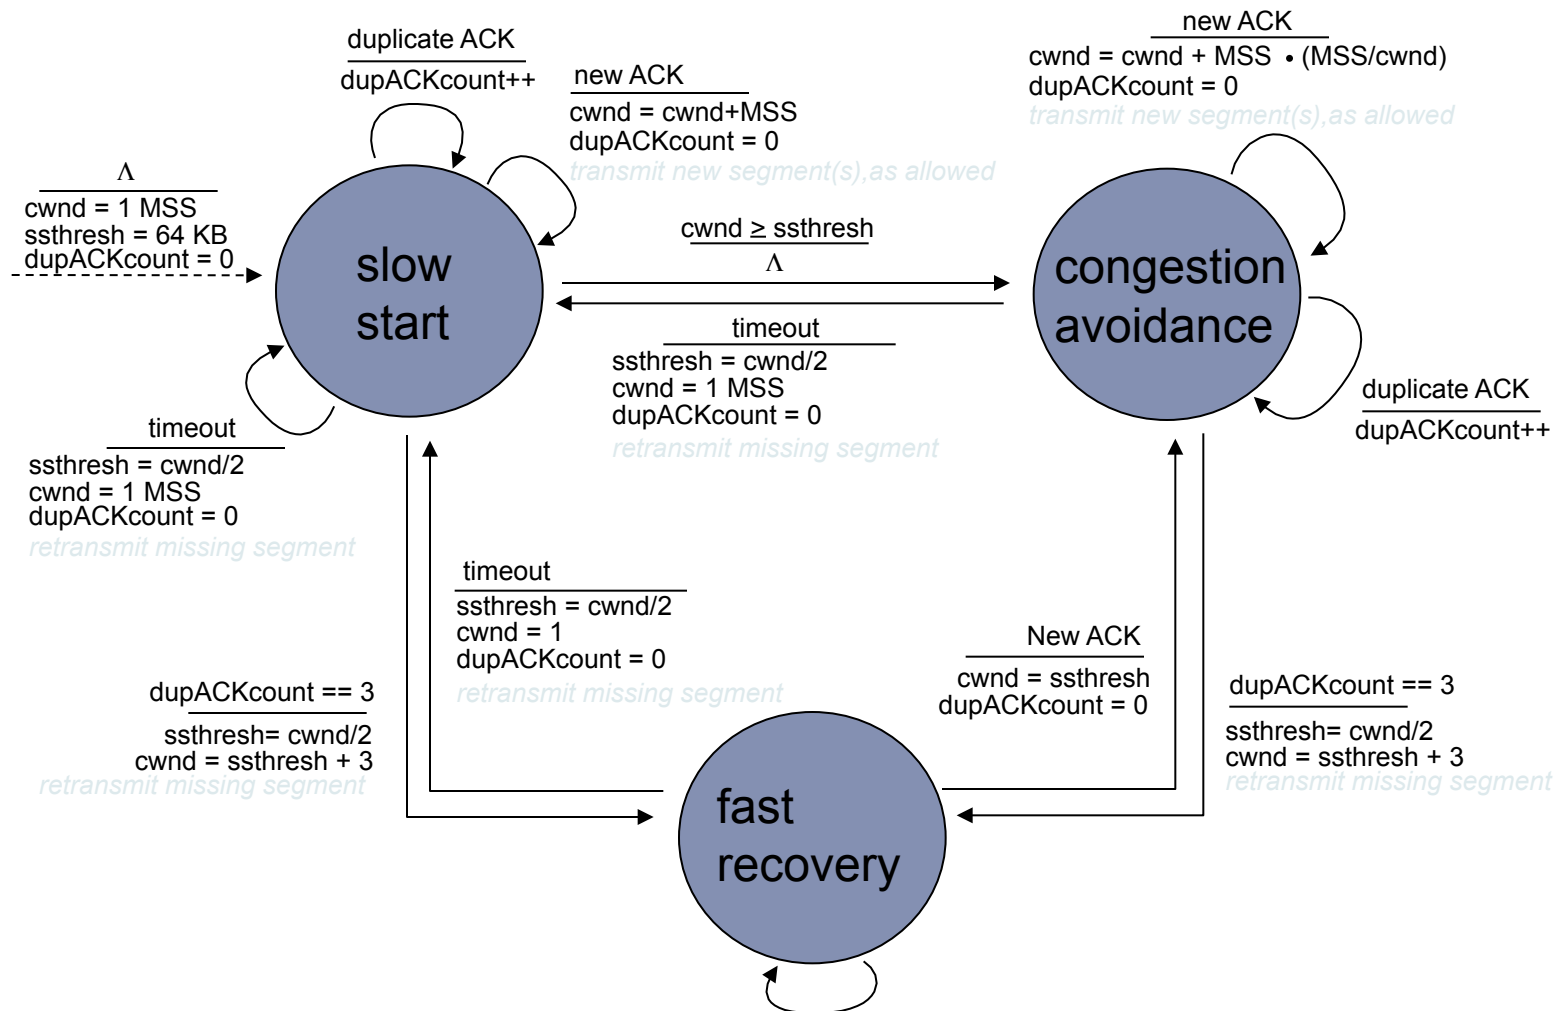 duplicate ACK
dupACKcount++
new ACK
cwnd = cwnd+MSS
dupACKcount = 0
transmit new segment(s),as allowed
new ACK
cwnd = cwnd + MSS • (MSS/cwnd)
dupACKcount = 0
transmit new segment(s),as allowed
Λ
cwnd = 1 MSS
ssthresh = 64 KB
dupACKcount = 0
slow
start
cwnd ≥ ssthresh
Λ
timeout
ssthresh = cwnd/2
cwnd = 1 MSS
dupACKcount = 0
retransmit missing segment
congestion
avoidance
duplicate ACK
dupACKcount++
timeout
ssthresh = cwnd/2
cwnd = 1 MSS
dupACKcount = 0
retransmit missing segment
timeout
ssthresh = cwnd/2
cwnd = 1
dupACKcount = 0
retransmit missing segment
New ACK
cwnd = ssthresh
dupACKcount = 0
dupACKcount == 3
ssthresh= cwnd/2
cwnd = ssthresh + 3
retransmit missing segment
dupACKcount == 3
ssthresh= cwnd/2
cwnd = ssthresh + 3
retransmit missing segment
fast
recovery